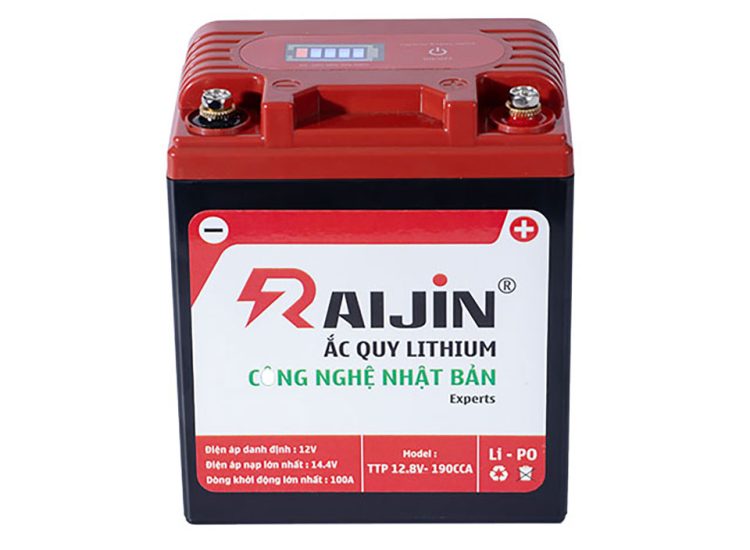 RAIJIN®
ẮC QUY LITHIUM
CÔNG NGHỆ NHẬT BẢN
Experts
Điện áp danh định : 12V
Điện áp nạp lớn nhất : 14.4V
Dòng khởi động lớn nhất : 100A
Model :
TTP 12.8V- 190CCA
Li - PO